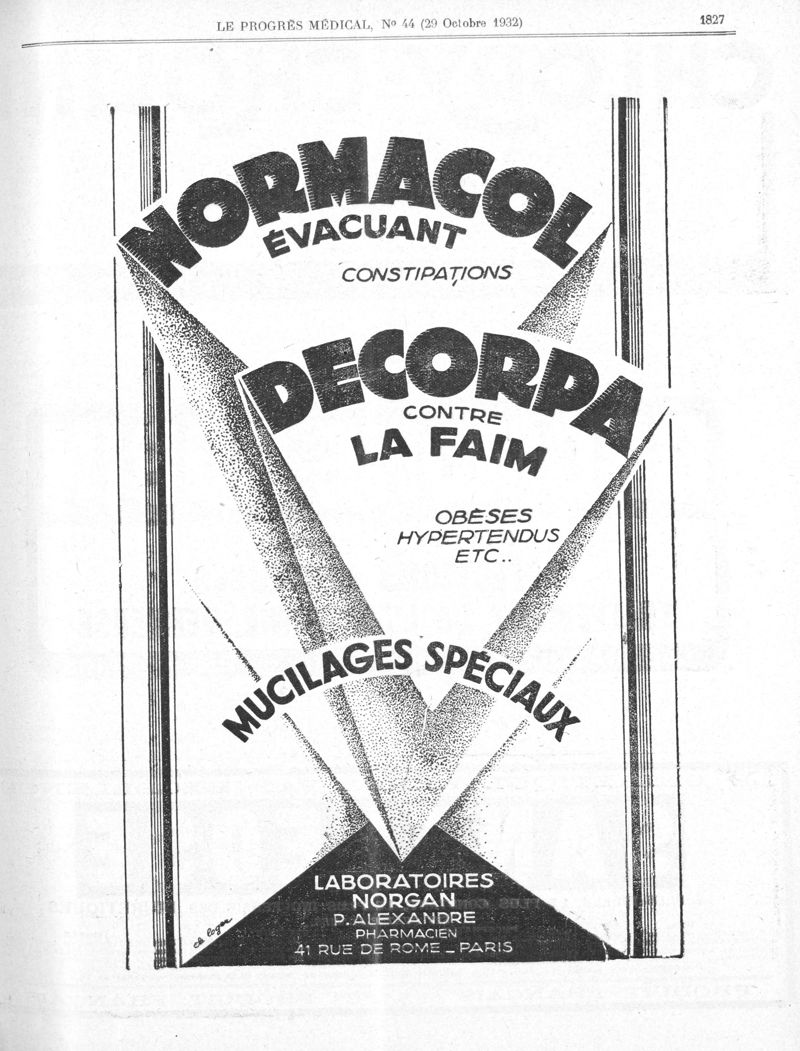 LE PROGRÈS MÉDICAL, No 44 (29 Octobre 1932)
1827
NORMACOL
ÉVACUANT
CONSTIPATIONS
DECORPA
CONTRE
LA FAIM
OBÈSES
HYPERTENDUS
ETC..
MUCILAGES SPÉCIAUX
LABORATOIRES
NORGAN
P. ALEXANDRE
PHARMACIEN
41 RUE DE ROME _ PARIS